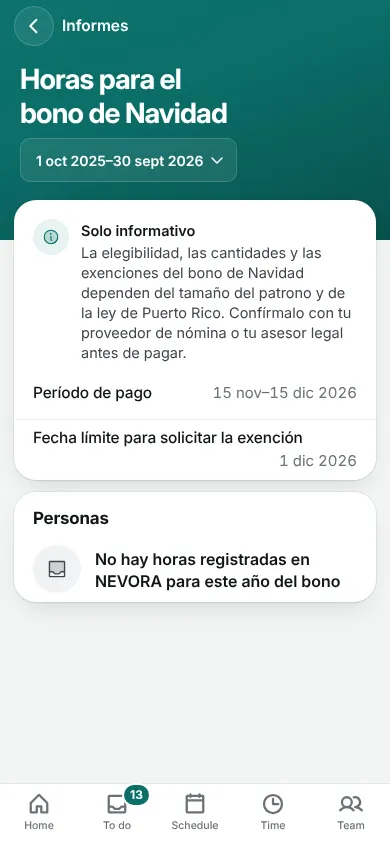 Informes
Horas para el
bono de Navidad
1 oct 2025–30 sept 2026
Solo informativo
La elegibilidad, las cantidades y las
exenciones del bono de Navidad
dependen del tamaño del patrono y de
la ley de Puerto Rico. Confírmalo con tu
proveedor de nómina o tu asesor legal
antes de pagar.
Período de pago 15 nov–15 dic 2026
Fecha límite para solicitar la exención
1 dic 2026
Personas
No hay horas registradas en
NEVORA para este año del bono
13
Home To do Schedule Time Team